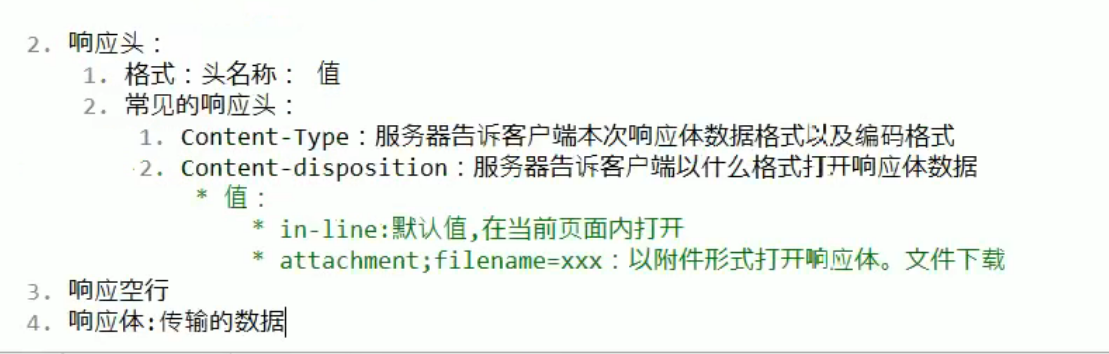 2. 响应头：
1. 格式：头名称： 值
2. 常见的响应头：
1. Content-Type：服务器告诉客户端本次响应体数据格式以及编码格式
2. Content-disposition：服务器告诉客户端以什么格式打开响应体数据
* 值：
* in-line:默认值,在当前页面内打开
* attachment;filename=xxx：以附件形式打开响应体。文件下载
3. 响应空行
4. 响应体:传输的数据